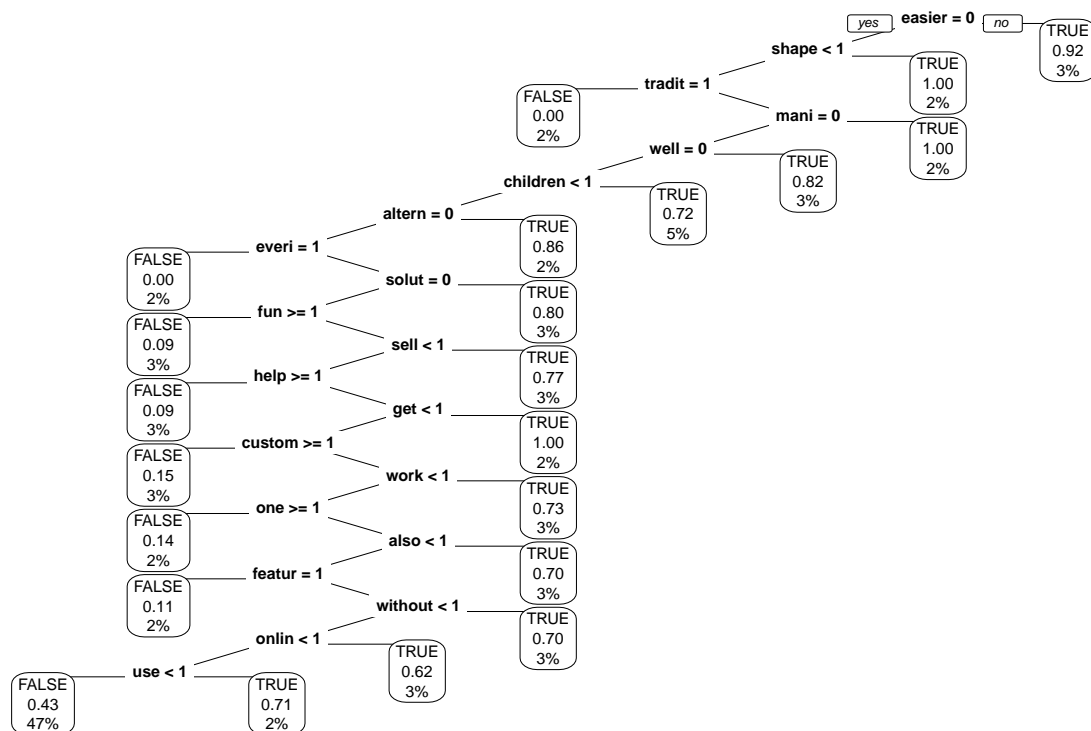 yes easier = 0 no
TRUE
0.92
3%
shape < 1
TRUE
1.00
2%
tradit = 1
FALSE
0.00
2%
mani = 0
TRUE
1.00
2%
well = 0
TRUE
0.82
3%
children < 1
TRUE
0.72
5%
altern = 0
TRUE
0.86
2%
everi = 1
FALSE
0.00
2%
solut = 0
TRUE
0.80
3%
fun >= 1
FALSE
0.09
3%
sell < 1
TRUE
0.77
3%
help >= 1
FALSE
0.09
3%
get < 1
TRUE
1.00
2%
custom >= 1
FALSE
0.15
3%
work < 1
TRUE
0.73
3%
one >= 1
FALSE
0.14
2%
also < 1
TRUE
0.70
3%
featur = 1
FALSE
0.11
2%
without < 1
TRUE
0.70
3%
onlin < 1
TRUE
0.62
3%
use < 1
FALSE
0.43
47%
TRUE
0.71
2%